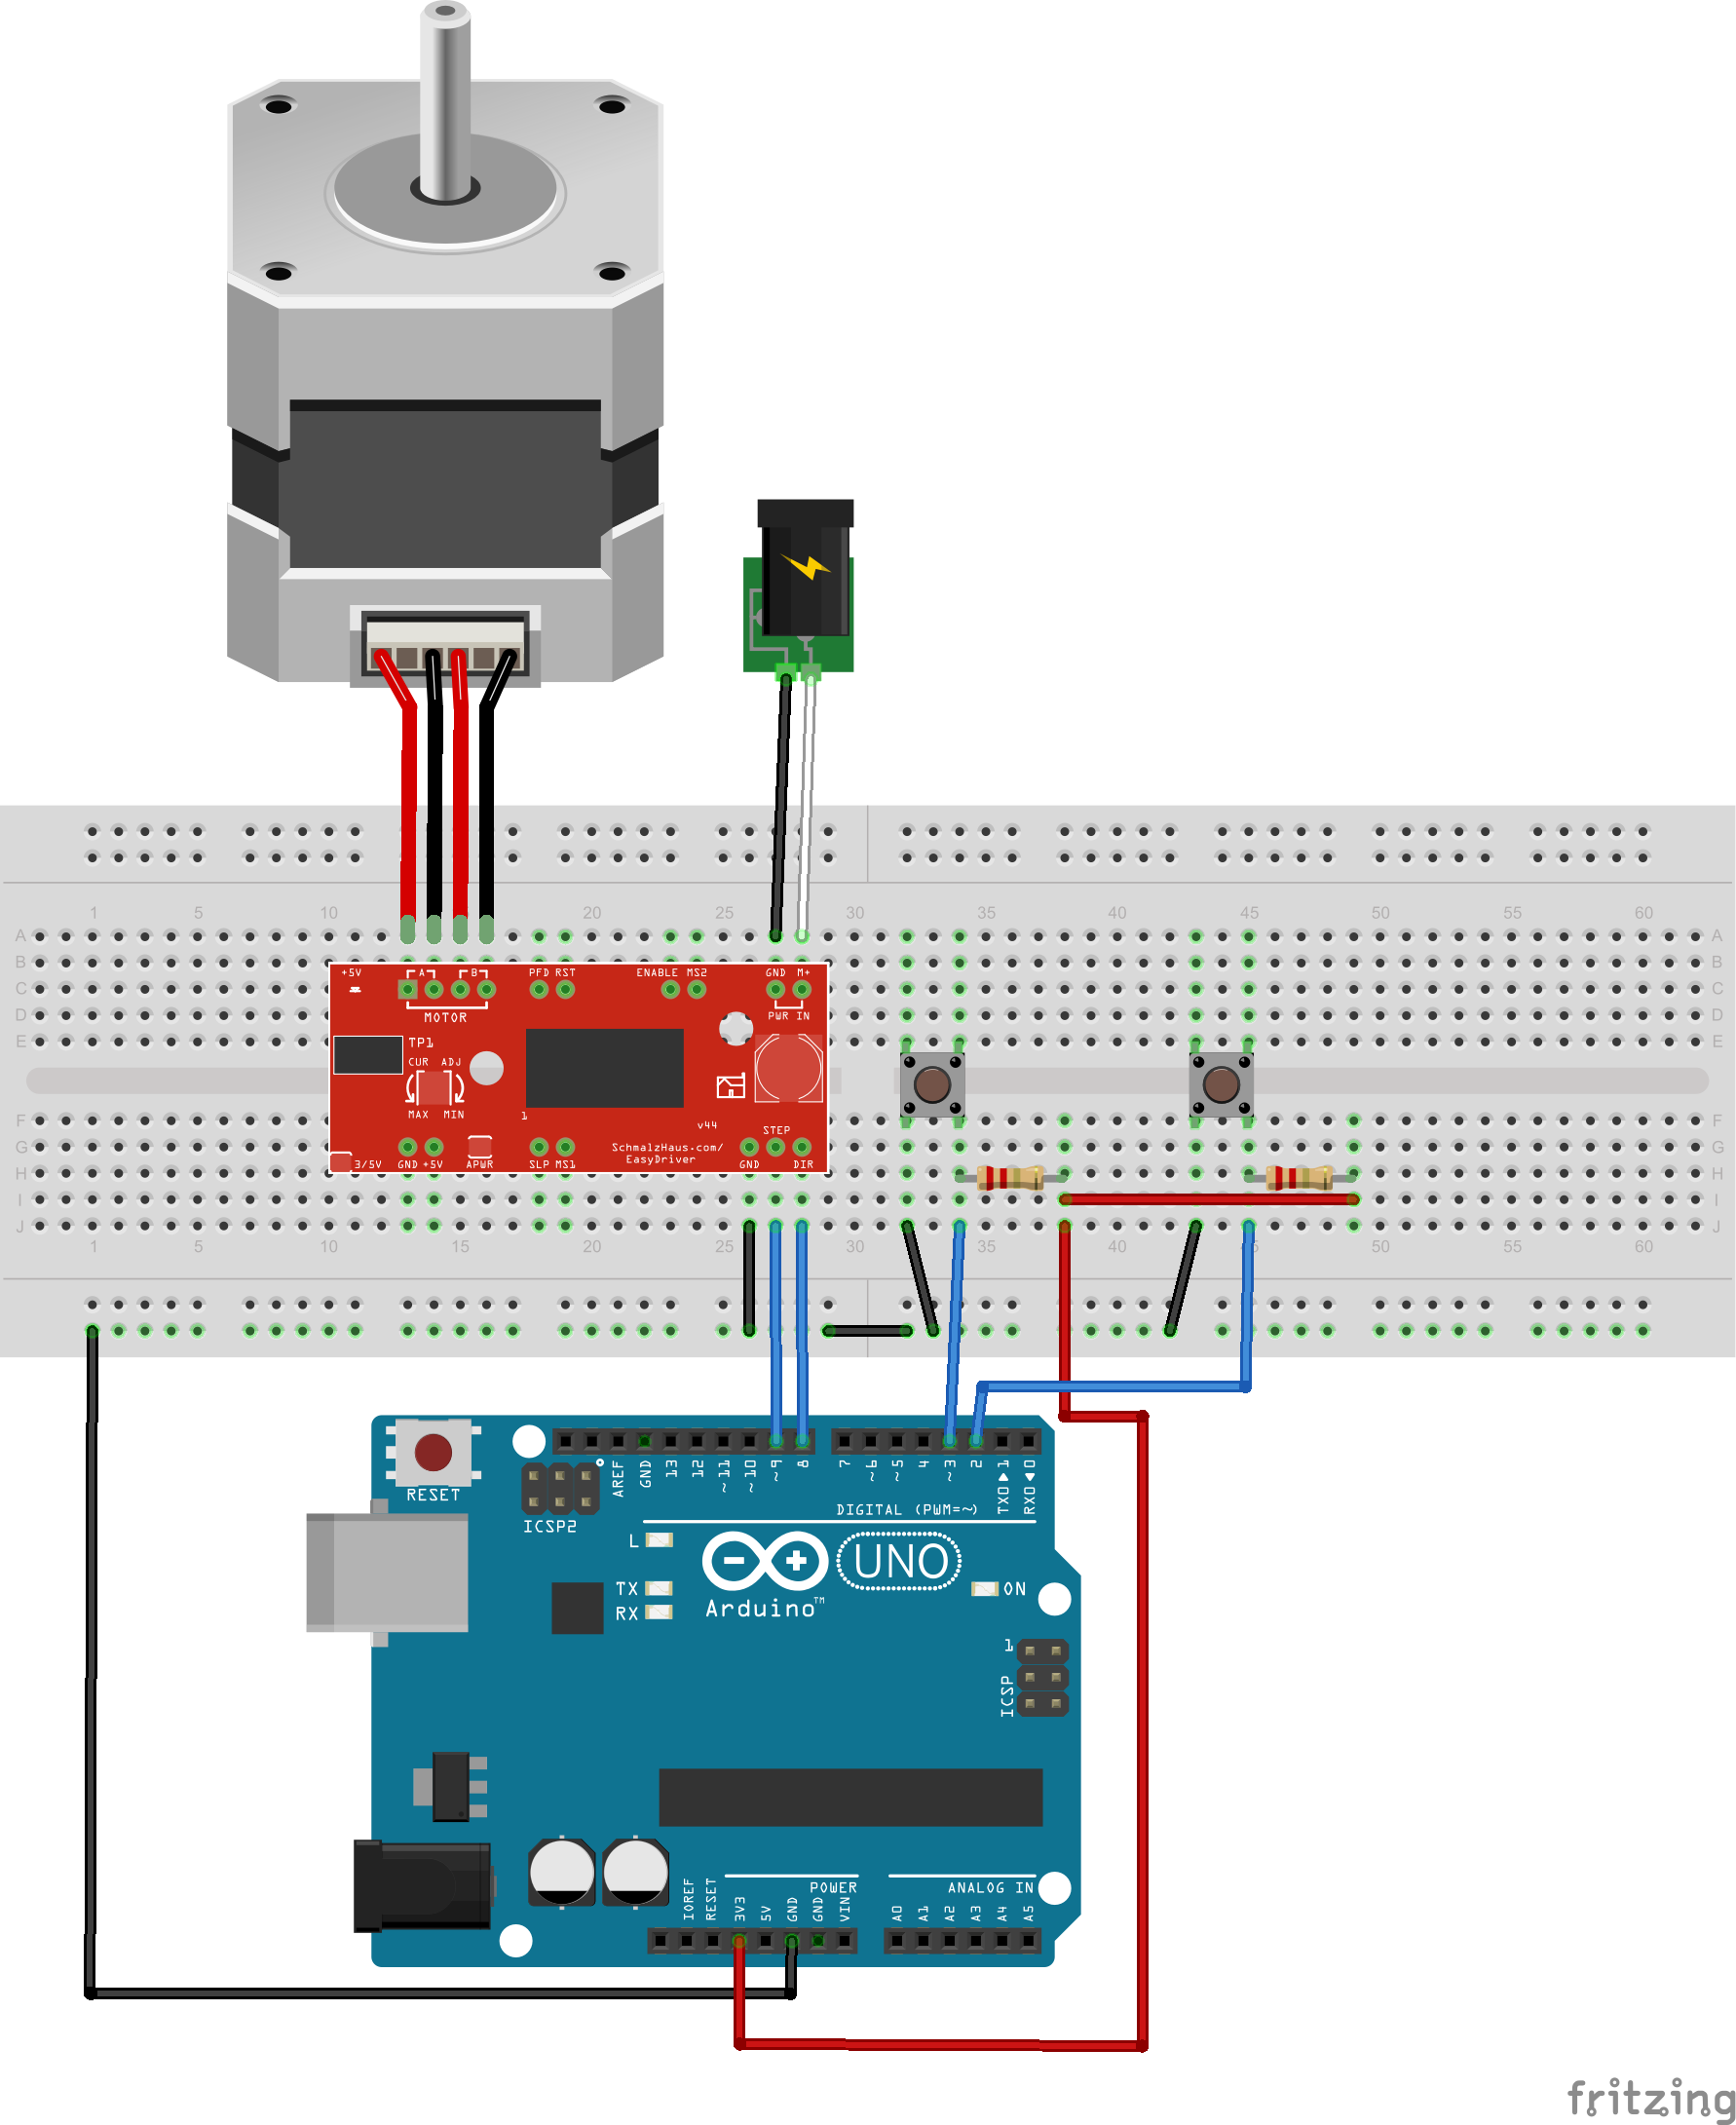 1 5 10 15 20 25 30 35 40 45 50 55 60
A A
B B
C C
D D
E E
+5V A B PFD RST ENABLE MS2 GND M+
MOTOR PWR IN
TP1
CUR ADJ
MAX MIN
1
v44
STEP
SchmalzHaus.com/
EasyDriver
3/5V GND +5V APWR SLP MS1 GND DIR
F F
G G
H H
I I
J J
1 5 10 15 20 25 30 35 40 45 50 55 60
RESET
ICSP2
AREF
GND
13
12
~11
~10
~9
8
7
~6
~5
4
~3
2
TX0▶1
RX0◀0
DIGITAL (PWM=~)
L
TX
RX
UNO
ON
Arduino™
1
ICSP
POWER
ANALOG IN
IOREF
RESET
3V3
5V
GND
GND
VIN
A0
A1
A2
A3
A4
A5
fritzing